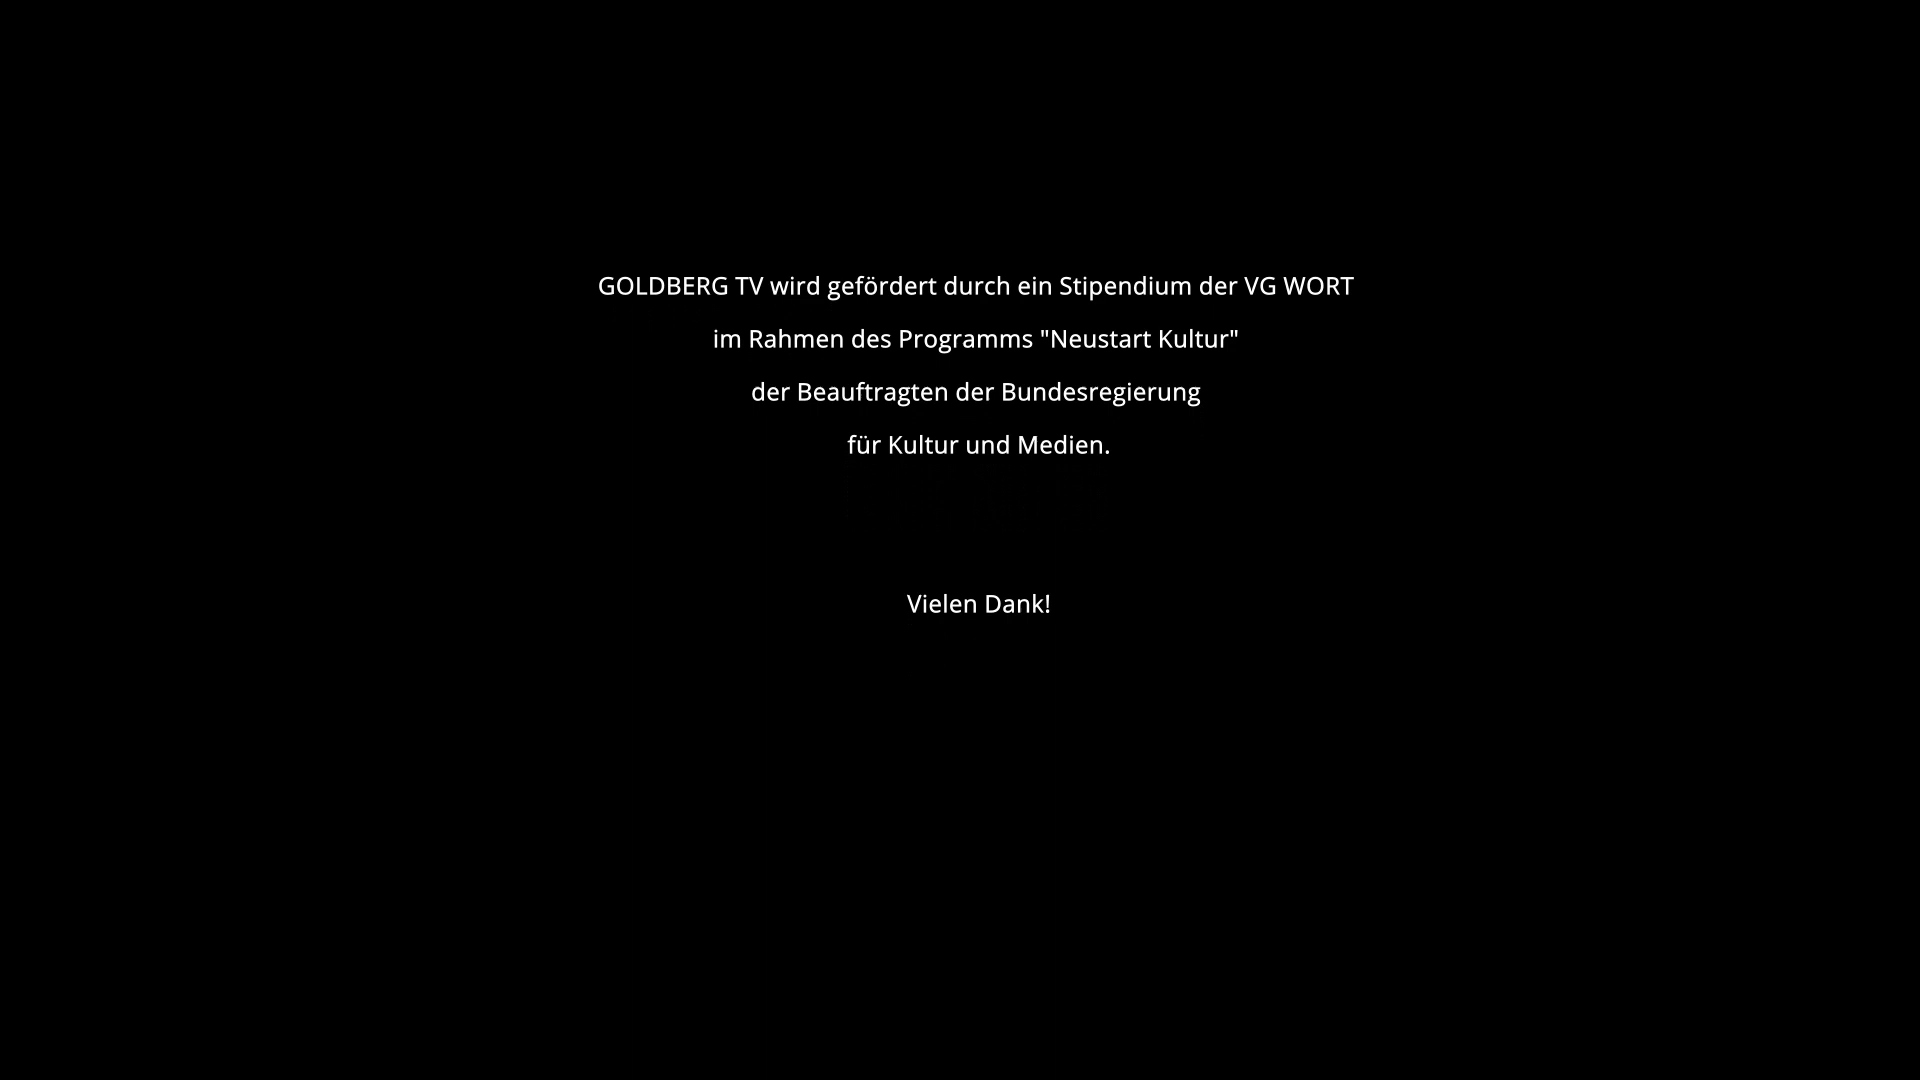 GOLDBERG TV wird gefördert durch ein Stipendium der VG WORT
im Rahmen des Programms "Neustart Kultur"
der Beauftragten der Bundesregierung
für Kultur und Medien.
Vielen Dank!